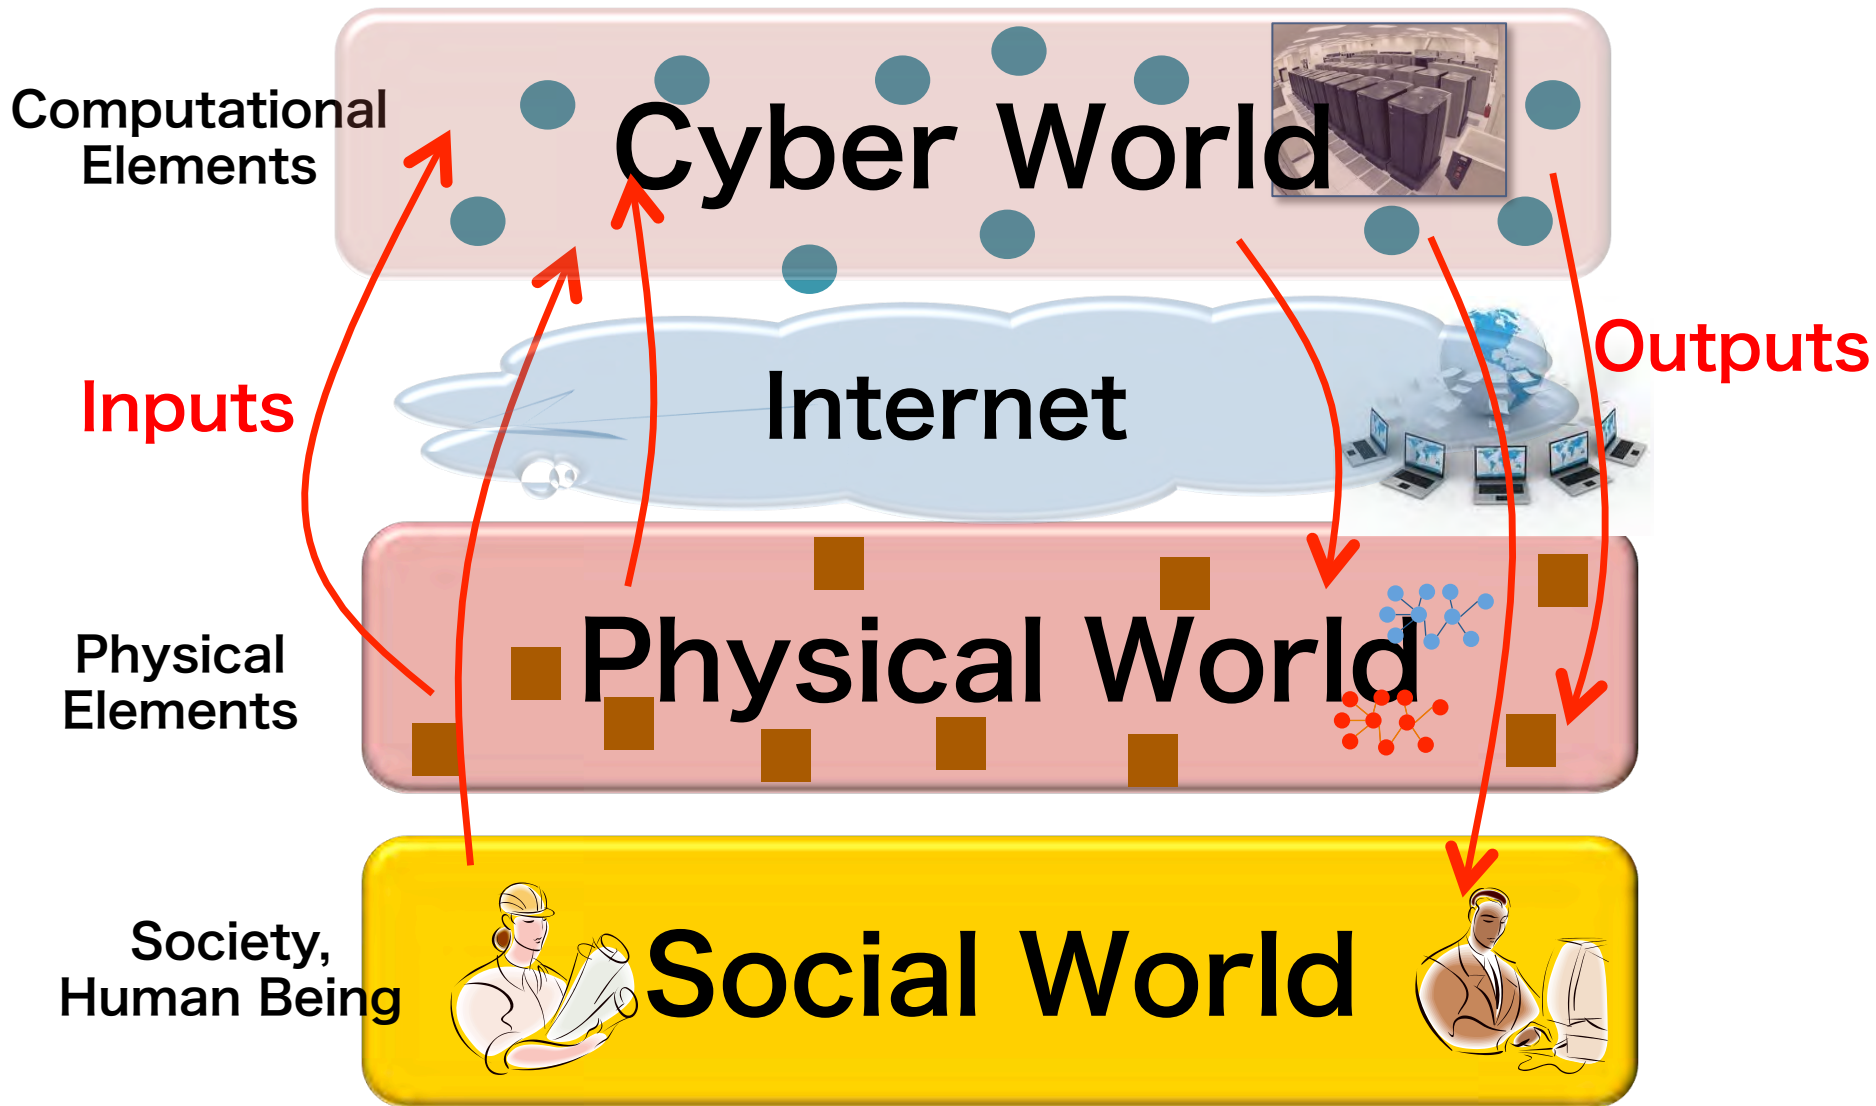 Computational
Elements
Cyber World
Inputs
Internet
Outputs
Physical
Elements
Physical World
Society,
Human Being
Social World